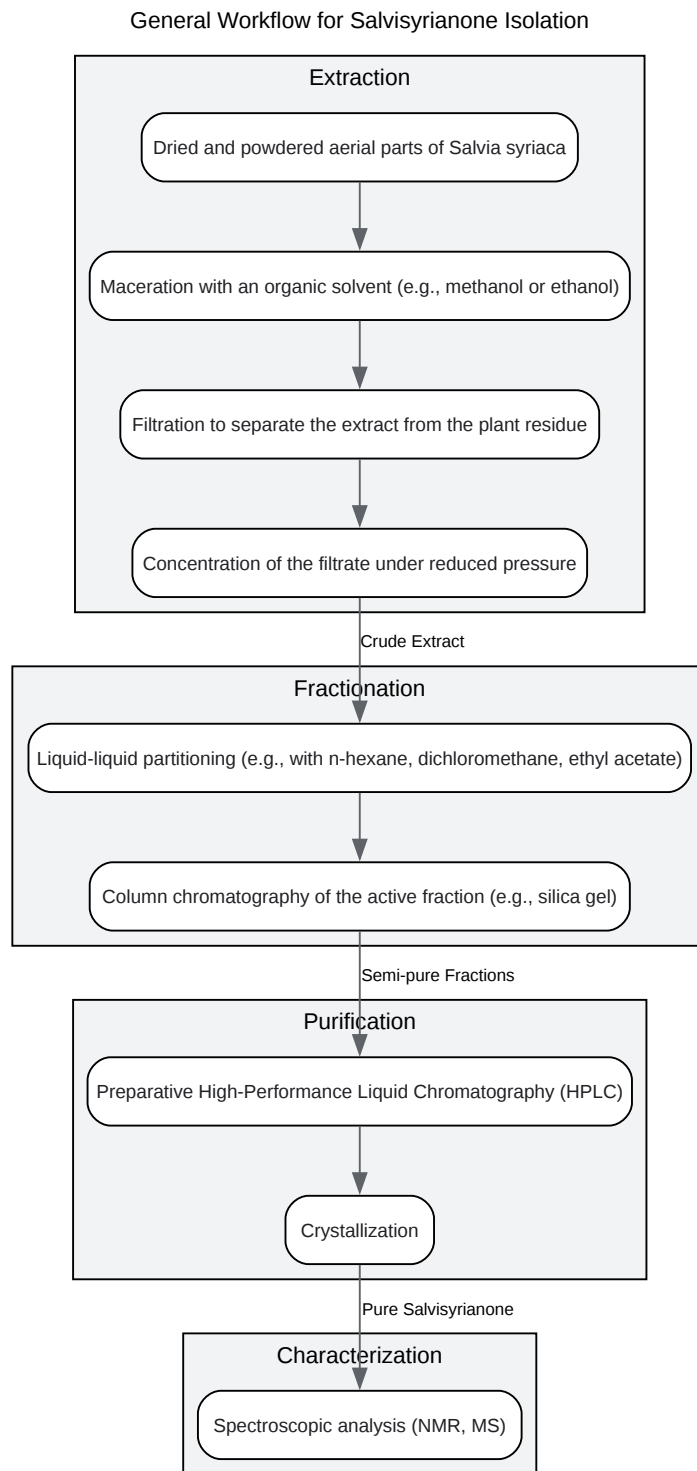 General Workflow for Salvisyrianone Isolation
Extraction
Dried and powdered aerial parts of Salvia syriaca
Maceration with an organic solvent (e.g., methanol or ethanol)
Filtration to separate the extract from the plant residue
Concentration of the filtrate under reduced pressure
Crude Extract
Fractionation
Liquid-liquid partitioning (e.g., with n-hexane, dichloromethane, ethyl acetate)
Column chromatography of the active fraction (e.g., silica gel)
Semi-pure Fractions
Purification
Preparative High-Performance Liquid Chromatography (HPLC)
Crystallization
Pure Salvisyrianone
Characterization
Spectroscopic analysis (NMR, MS)